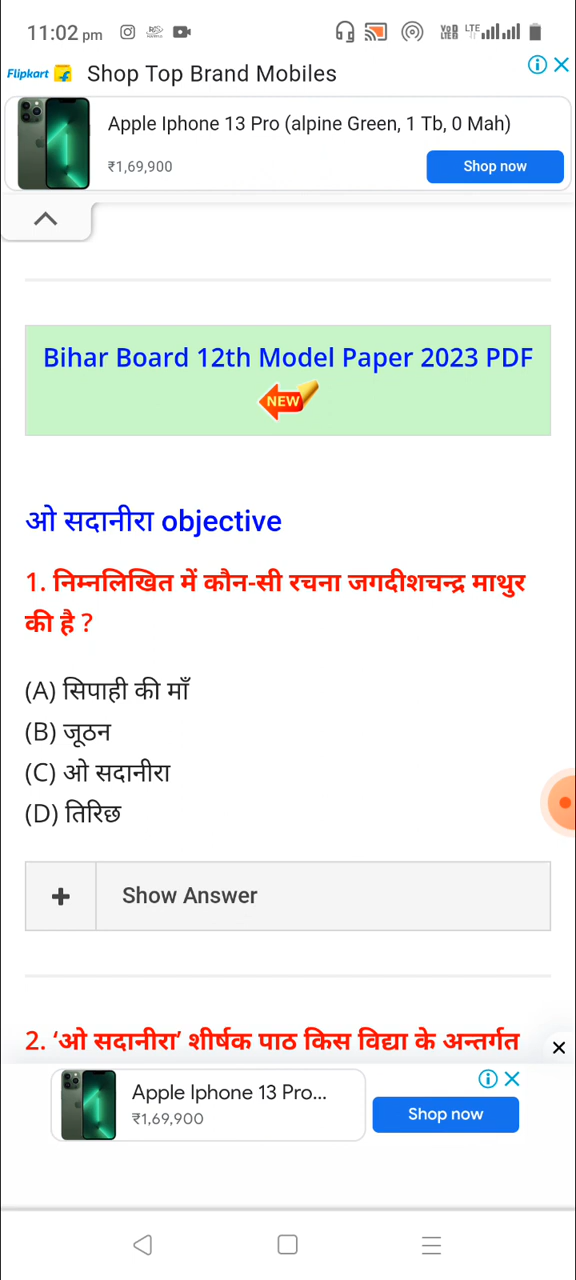 11:02 pm
LTE
Flipkart Shop Top Brand Mobiles
Apple Iphone 13 Pro (alpine Green, 1 Tb, 0 Mah)
₹1,69,900
Shop now
Bihar Board 12th Model Paper 2023 PDF
NEW
ओ सदानीरा objective
1. निम्नलिखित में कौन-सी रचना जगदीशचन्द्र माथुर
की है ?
(A) सिपाही की माँ
(B) जूठन
(C) ओ सदानीरा
(D) तिरिछ
Show Answer
2. ‘ओ सदानीरा’ शीर्षक पाठ किस विद्या के अन्तर्गत
Apple Iphone 13 Pro...
₹1,69,900
Shop now